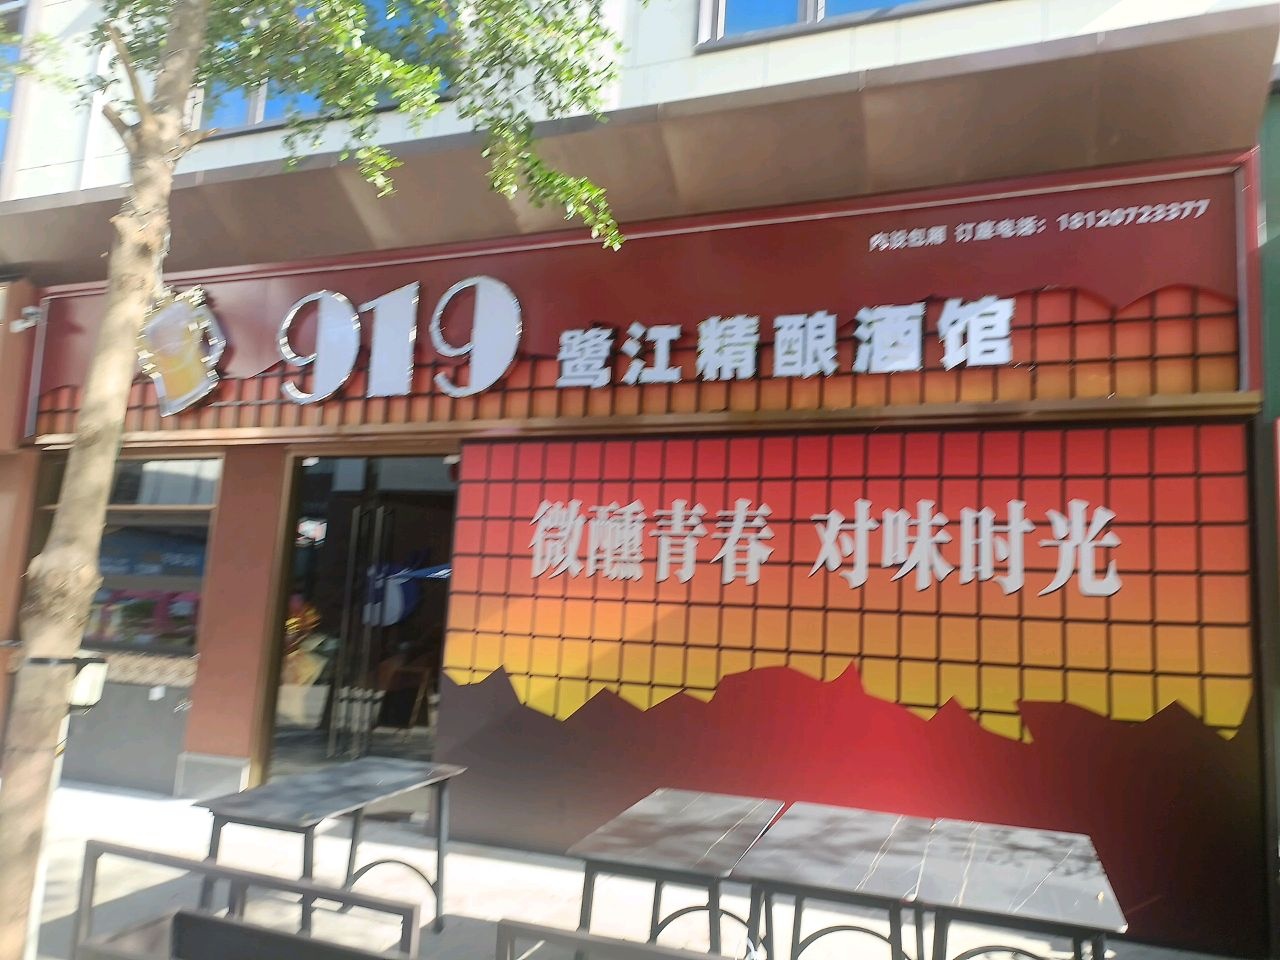 内设包厢 订座电话：18120723377
919 鹭江精酿酒馆
微醺青春 对味时光